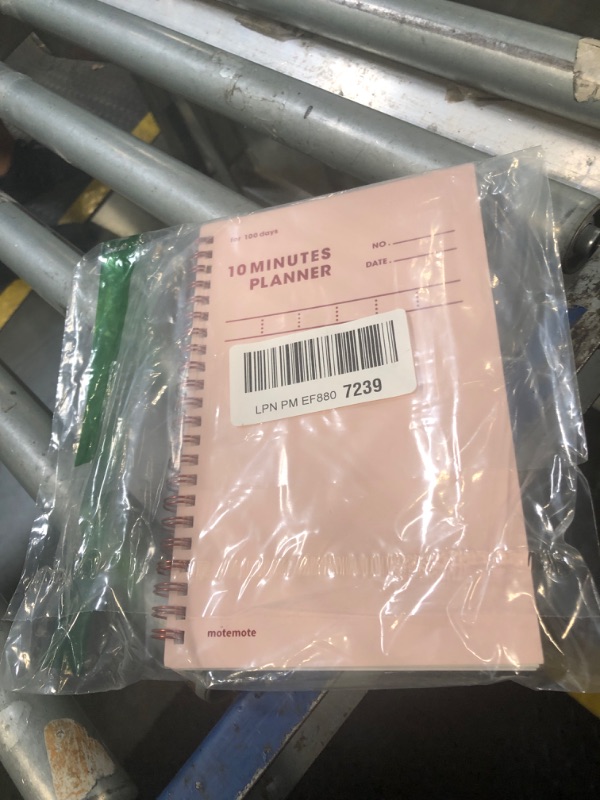 for 100 days
10 MINUTES
PLANNER
NO.
DATE.
LPN PM EF880 7239
motemote